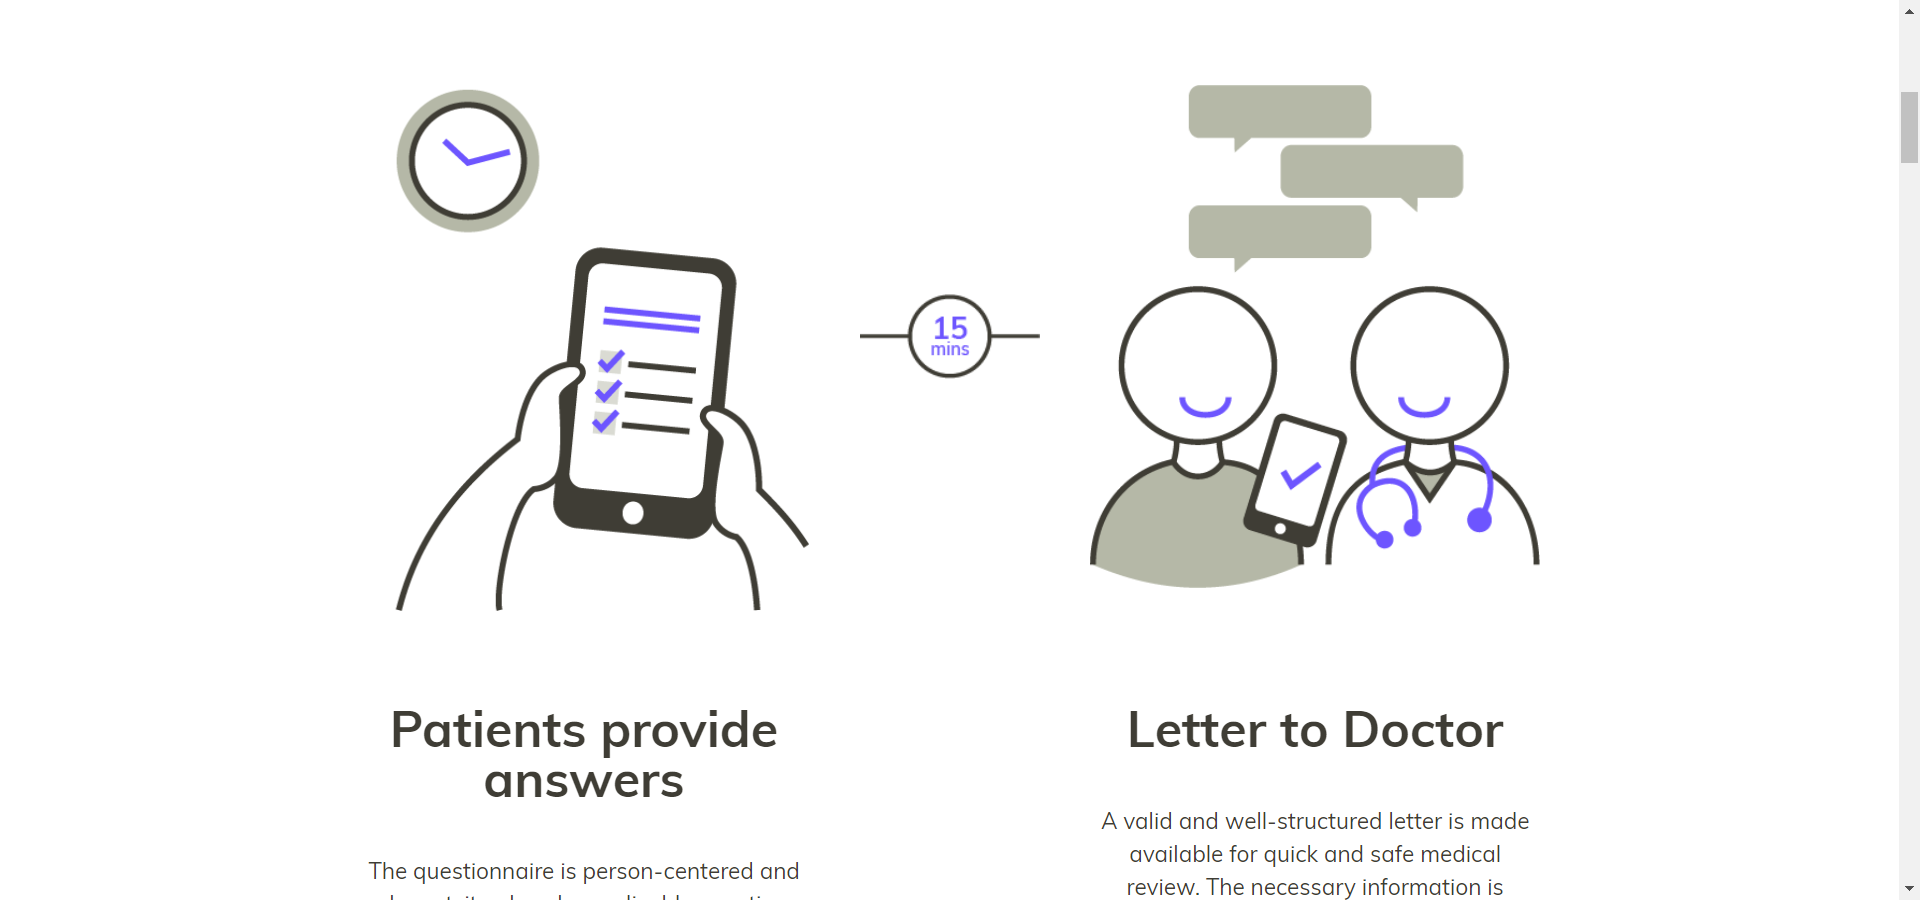 15
mins
Patients provide
answers
Letter to Doctor
The questionnaire is person-centered and
A valid and well-structured letter is made
available for quick and safe medical
review. The necessary information is